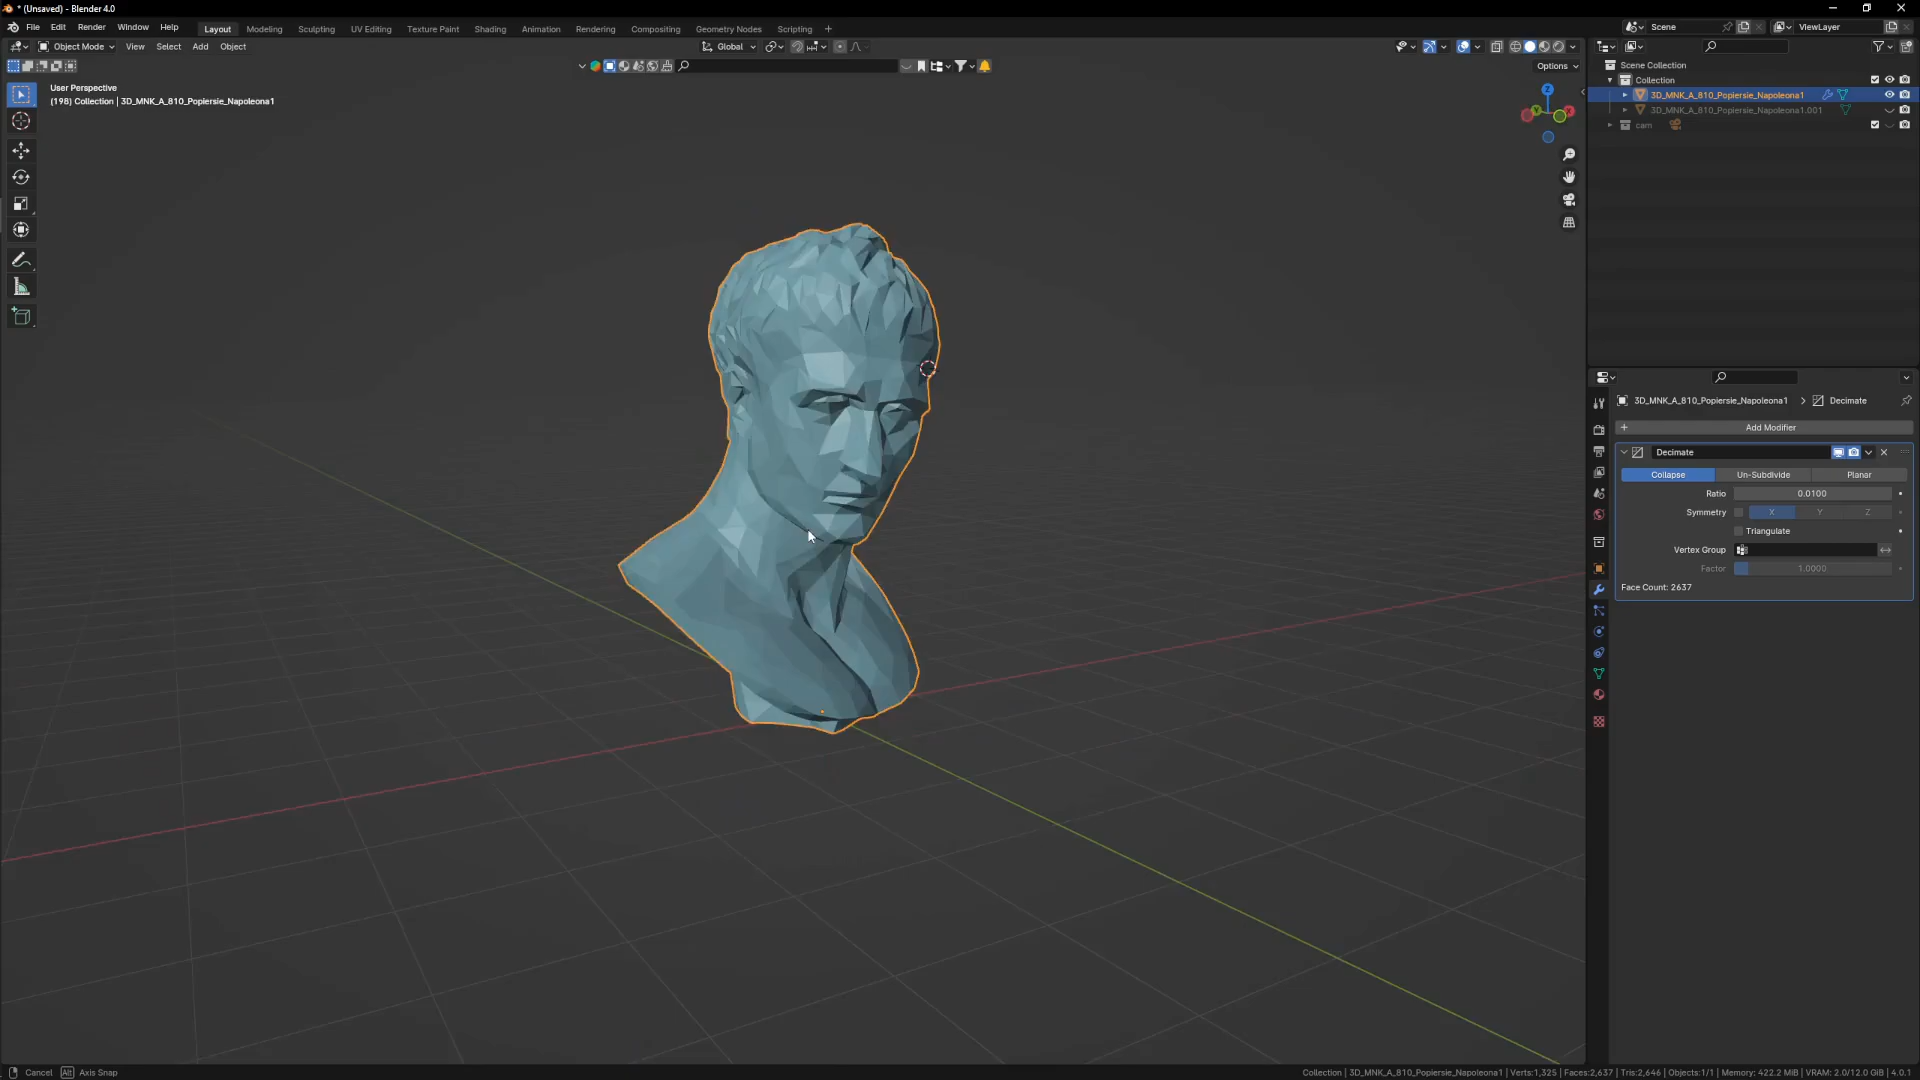 * (Unsaved) - Blender 4.0
File Edit Render Window Help Layout Modeling Sculpting UV Editing Texture Paint Shading Animation Rendering Compositing Geometry Nodes Scripting +
Scene ViewLayer
Object Mode View Select Add Object Global
Options
User Perspective
(198) Collection | 3D_MNK_A_810_Popiersie_Napoleona1
Z
Y
X
Scene Collection
Collection
3D_MNK_A_810_Popiersie_Napoleona1
3D_MNK_A_810_Popiersie_Napoleona1.001
cam
3D_MNK_A_810_Popiersie_Napoleona1 > Decimate
+ Add Modifier
Decimate
Collapse Un-Subdivide Planar
Ratio 0.0100
Symmetry X Y Z
Triangulate
Vertex Group
Factor 1.0000
Face Count: 2637
Cancel Alt Axis Snap
Collection | 3D_MNK_A_810_Popiersie_Napoleona1 | Verts:1,325 | Faces:2,637 | Tris:2,646 | Objects:1/1 | Memory: 422.2 MiB | VRAM: 2.0/12.0 GiB | 4.0.1